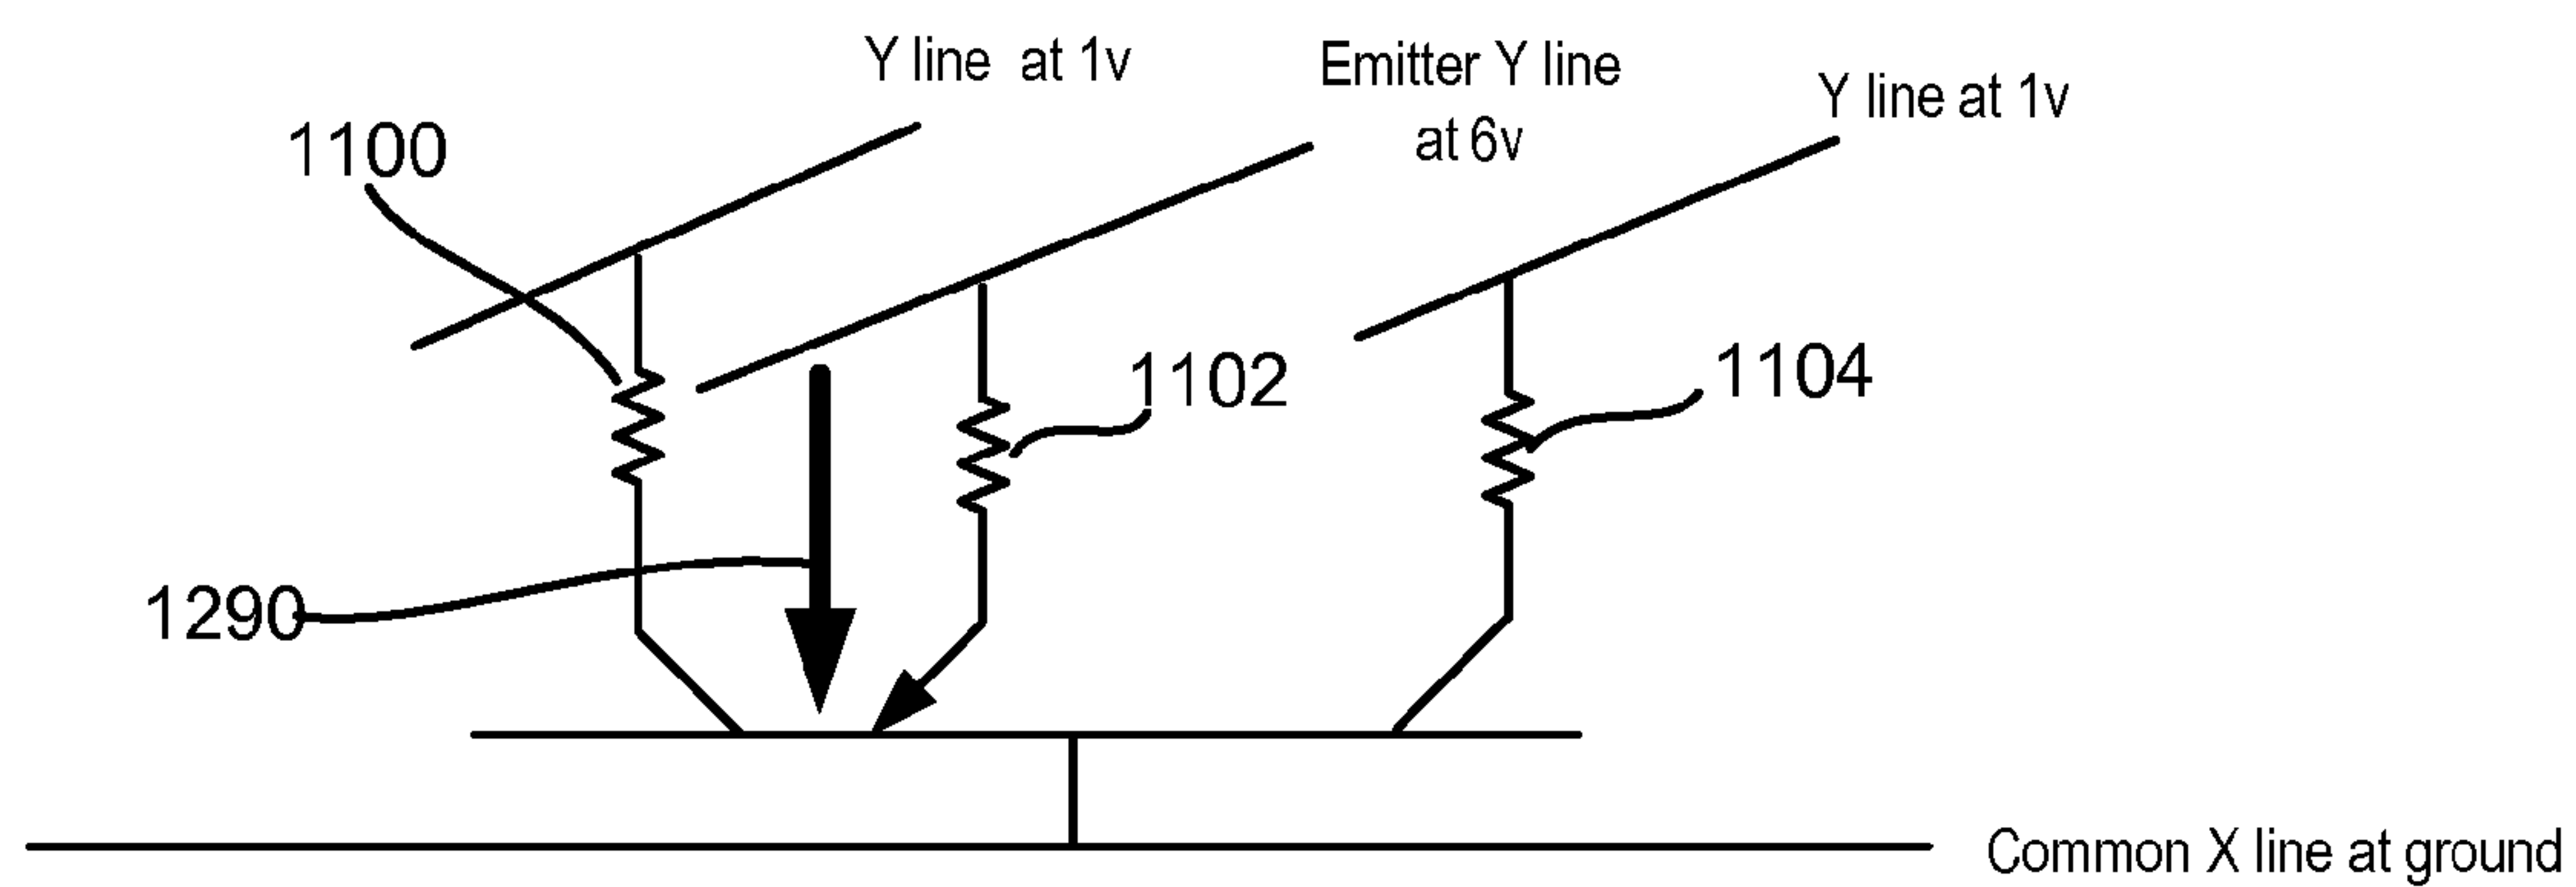 Y line at 1v
Emitter Y line
at 6v
Y line at 1v
1100
1102
1104
1290
Common X line at ground